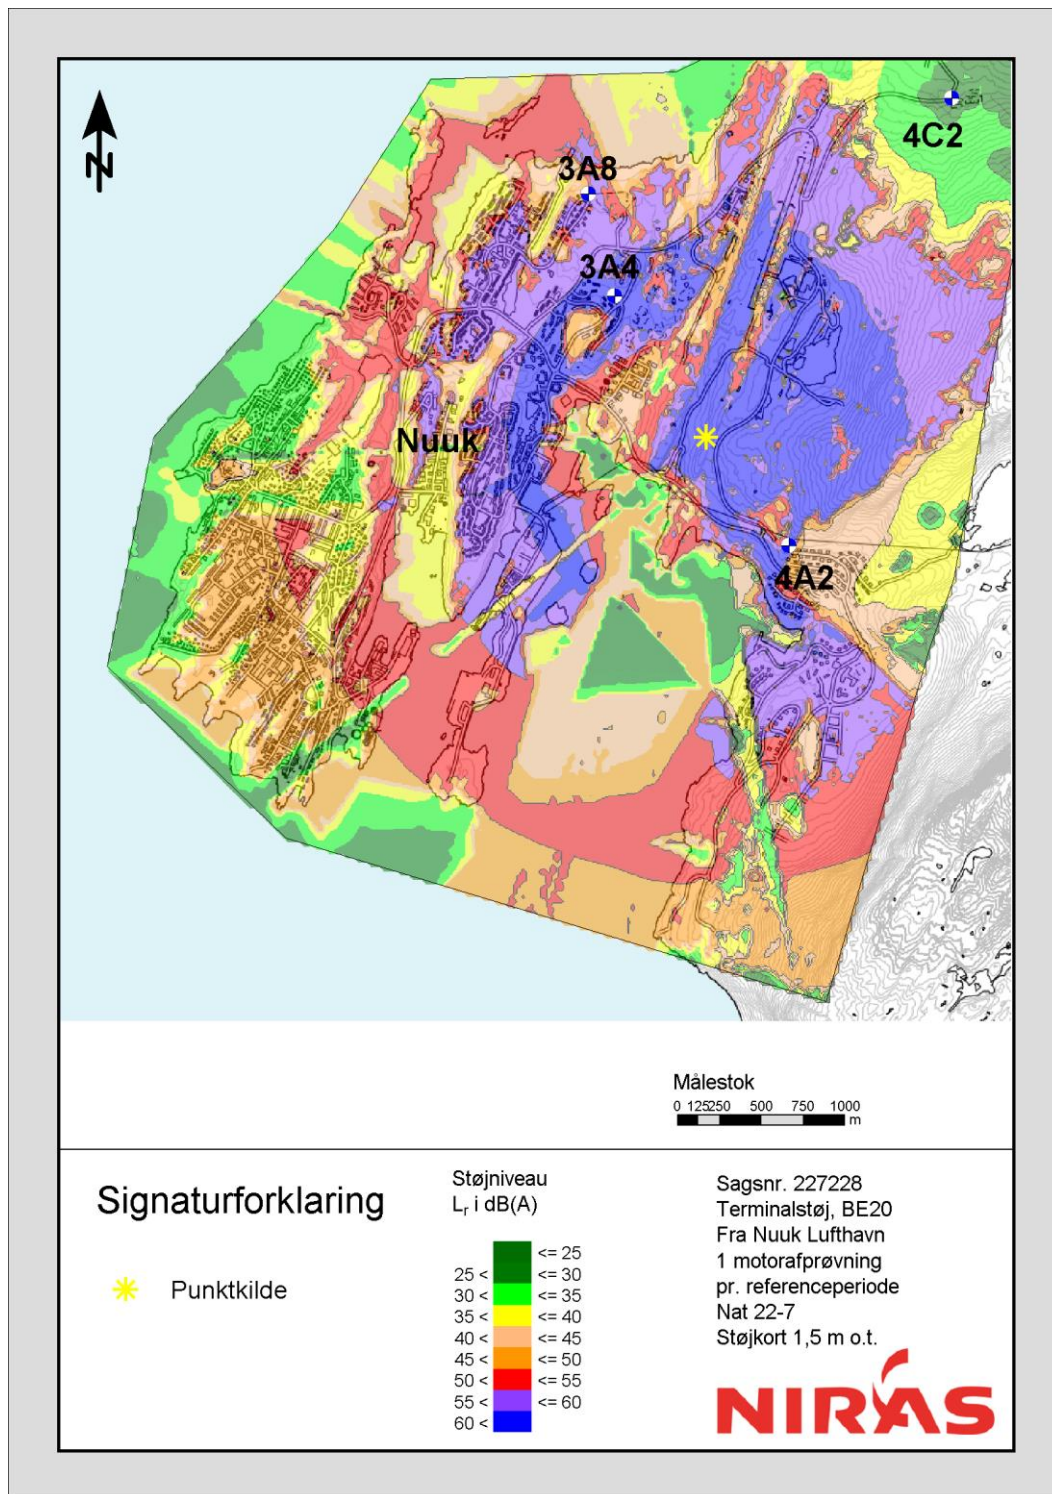 N
4C2
3A8
3A4
Nuuk
4A2
Målestok
0 125250 500 750 1000
m
Signaturforklaring
Punktkilde
Støjniveau
Lr i dB(A)
<= 25
25 < <= 30
30 < <= 35
35 < <= 40
40 < <= 45
45 < <= 50
50 < <= 55
55 < <= 60
60 <
Sagsnr. 227228
Terminalstøj, BE20
Fra Nuuk Lufthavn
1 motorafprøvning
pr. referenceperiode
Nat 22-7
Støjkort 1,5 m o.t.
NIRAS